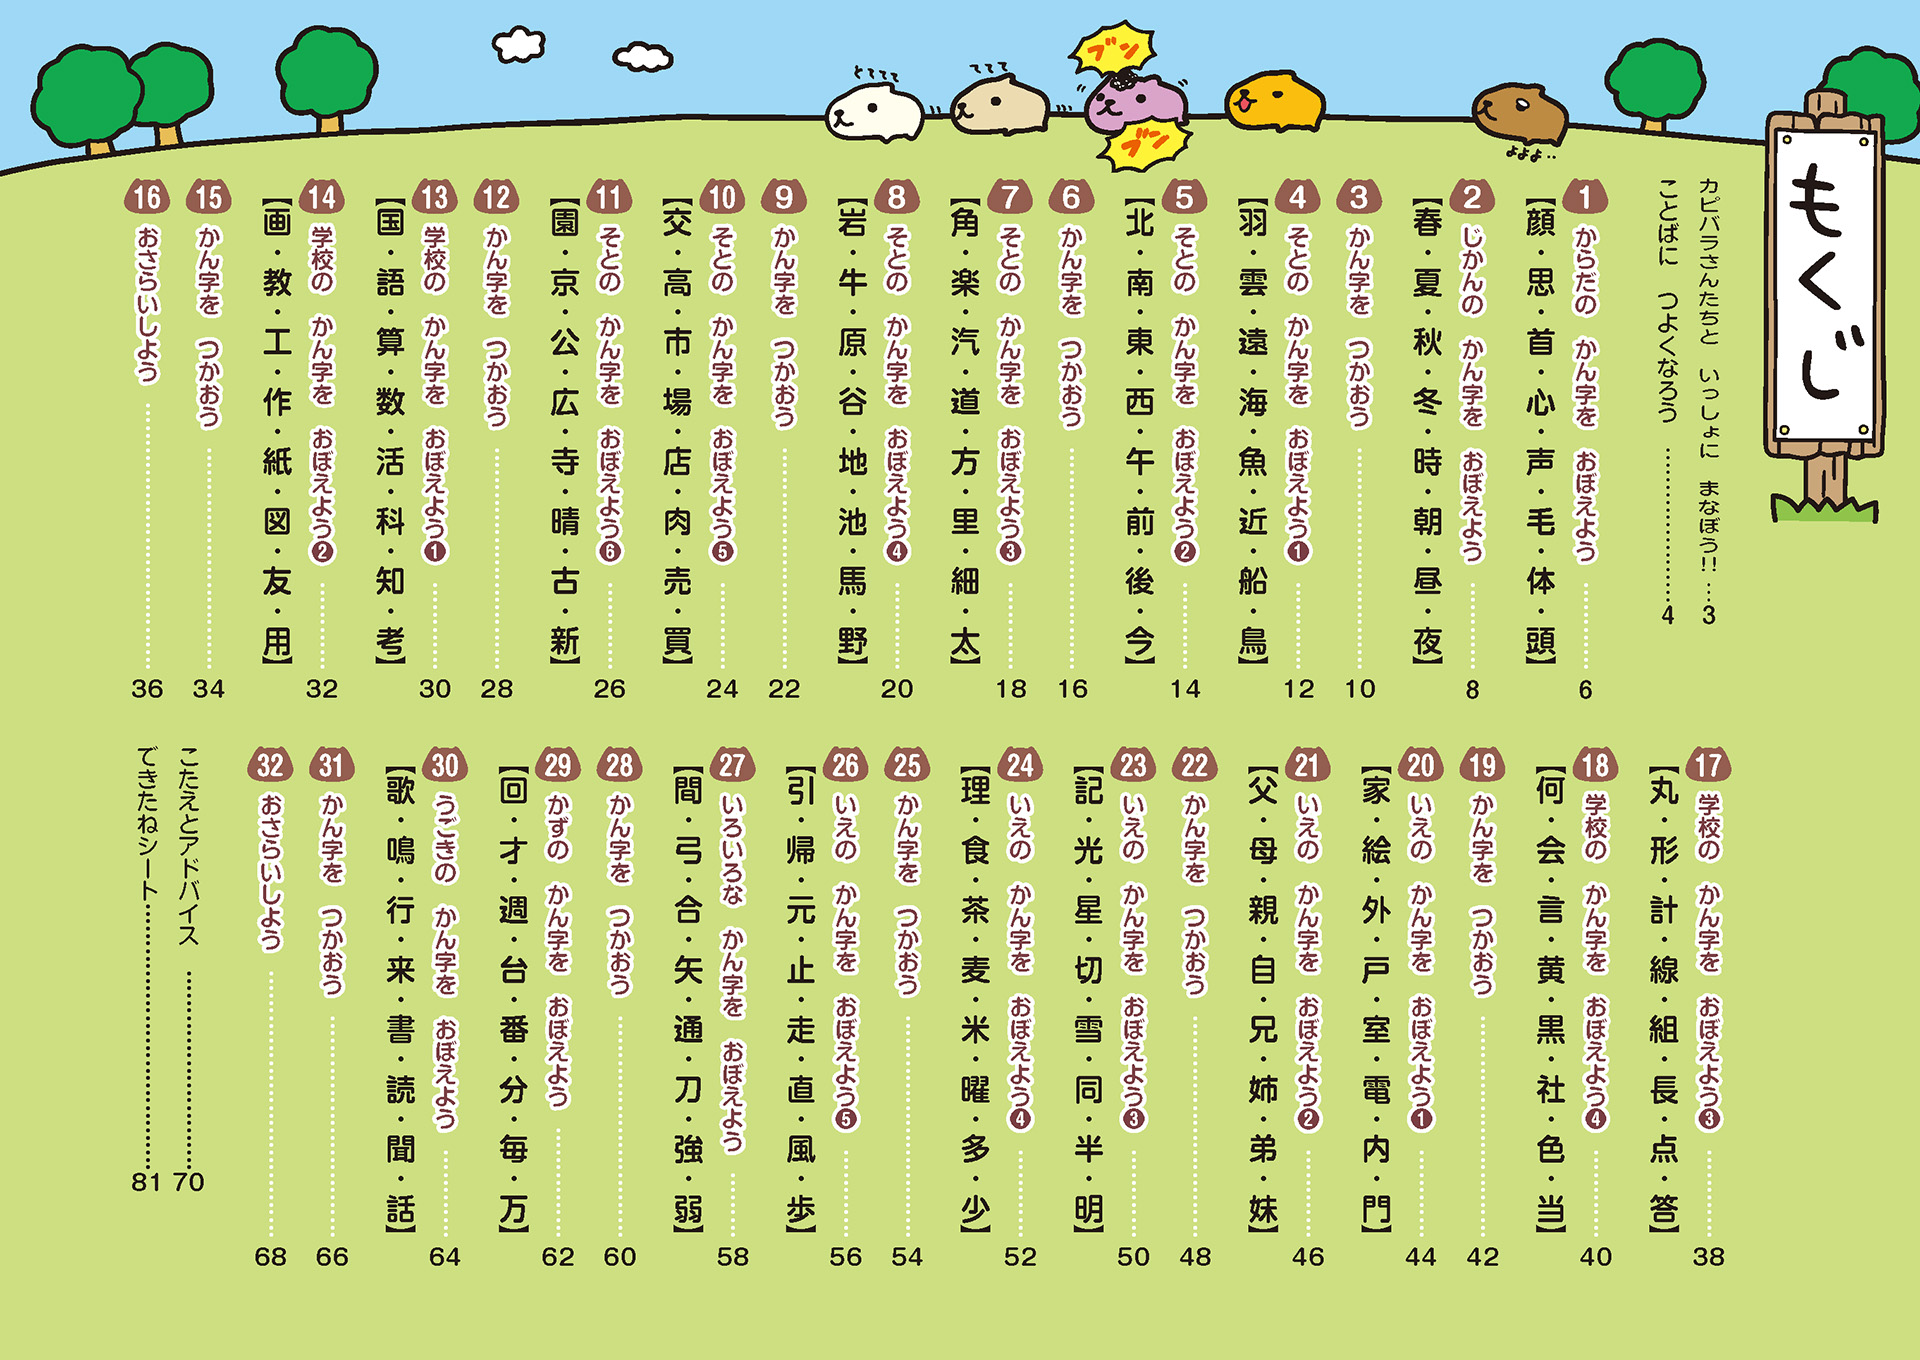 もくじ
とててて
ててて
ブン
ブン
よよよ‥
カピバラさんたちと いっしょに まなぼう!!…3
ことばに つよくなろう……………4
1 からだの かん字を おぼえよう……6
【顔・思・首・心・声・毛・体・頭】
2 じかんの かん字を おぼえよう……8
【春・夏・秋・冬・時・朝・昼・夜】
3 かん字を つかおう……10
4 そとの かん字を おぼえよう❶……12
【羽・雲・遠・海・魚・近・船・鳥】
5 そとの かん字を おぼえよう❷……14
【北・南・東・西・午・前・後・今】
6 かん字を つかおう……16
7 そとの かん字を おぼえよう❸……18
【角・楽・汽・道・方・里・細・太】
8 そとの かん字を おぼえよう❹……20
【岩・牛・原・谷・地・池・馬・野】
9 かん字を つかおう……22
10 そとの かん字を おぼえよう❺……24
【交・高・市・場・店・肉・売・買】
11 そとの かん字を おぼえよう❻……26
【園・京・公・広・寺・晴・古・新】
12 かん字を つかおう……28
13 学校の かん字を おぼえよう❶……30
【国・語・算・数・活・科・知・考】
14 学校の かん字を おぼえよう❷……32
【画・教・工・作・紙・図・友・用】
15 かん字を つかおう……34
16 おさらいしよう……36
17 学校の かん字を おぼえよう❸……38
【丸・形・計・線・組・長・点・答】
18 学校の かん字を おぼえよう❹……40
【何・会・言・黄・黒・社・色・当】
19 かん字を つかおう……42
20 いえの かん字を おぼえよう❶……44
【家・絵・外・戸・室・電・内・門】
21 いえの かん字を おぼえよう❷……46
【父・母・親・自・兄・姉・弟・妹】
22 かん字を つかおう……48
23 いえの かん字を おぼえよう❸……50
【記・光・星・切・雪・同・半・明】
24 いえの かん字を おぼえよう❹……52
【理・食・茶・麦・米・曜・多・少】
25 かん字を つかおう……54
26 いえの かん字を おぼえよう❺……56
【引・帰・元・止・走・直・風・歩】
27 いろいろな かん字を おぼえよう……58
【間・弓・合・矢・通・刀・強・弱】
28 かん字を つかおう……60
29 かずの かん字を おぼえよう……62
【回・才・週・台・番・分・毎・万】
30 うごきの かん字を おぼえよう……64
【歌・鳴・行・来・書・読・聞・話】
31 かん字を つかおう……66
32 おさらいしよう……68
こたえとアドバイス……………70
できたねシート……………81